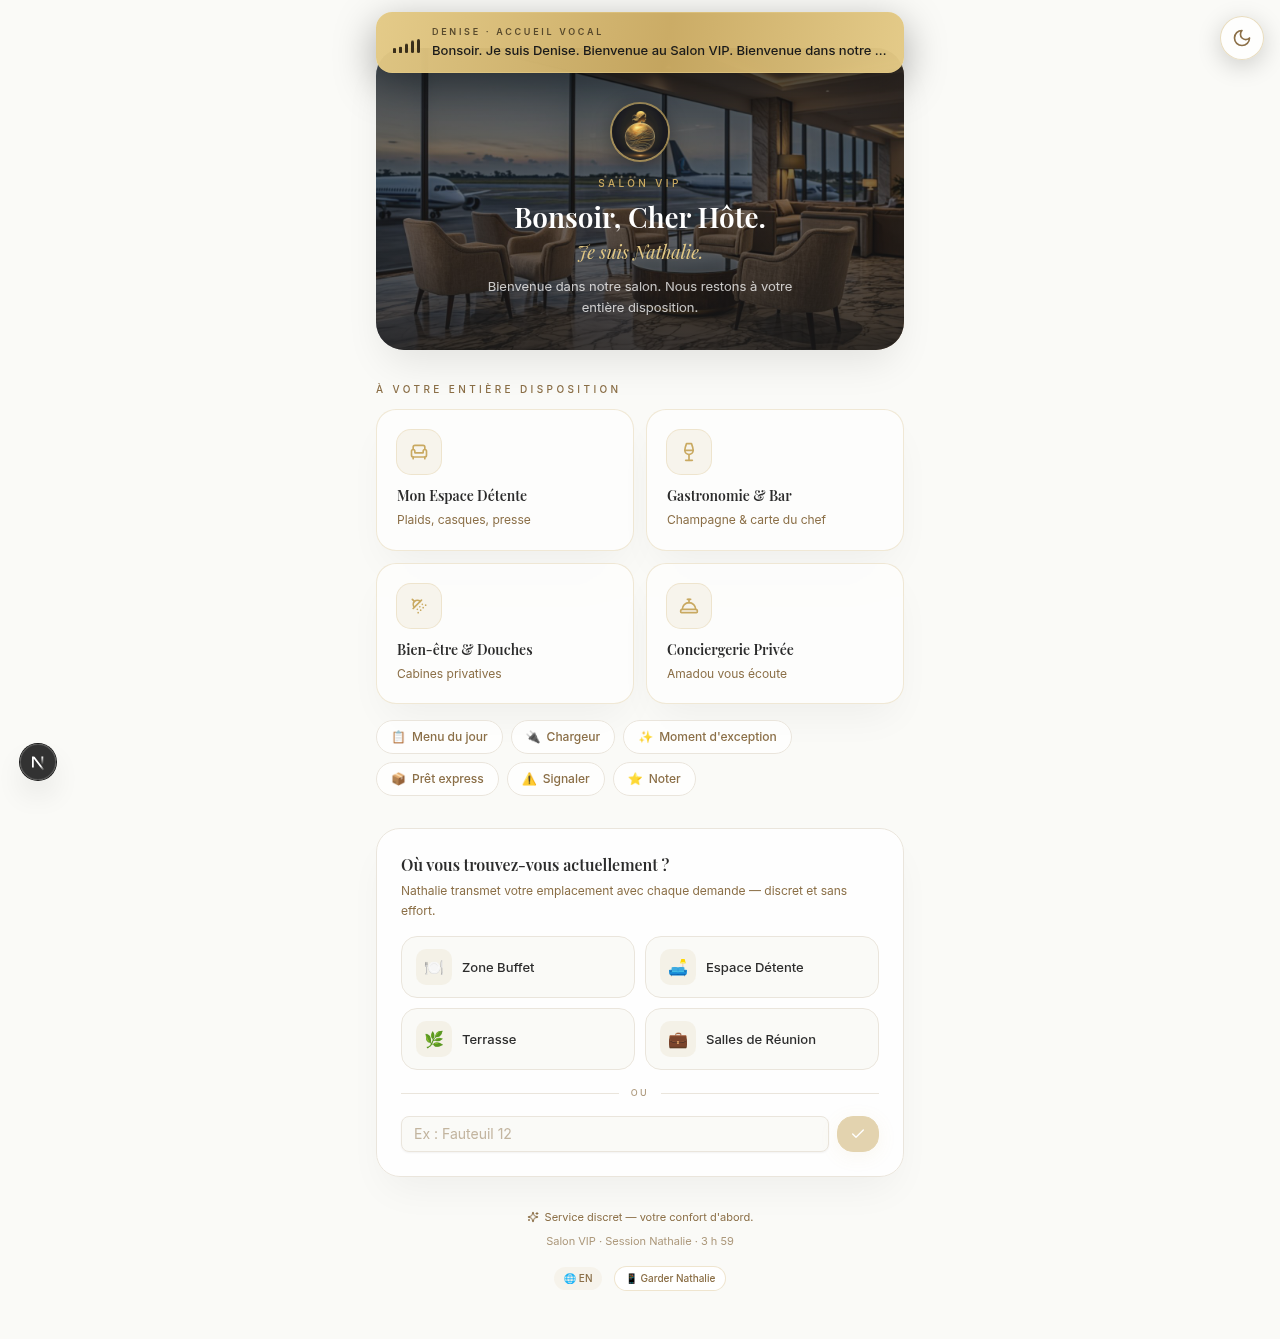 DENISE · ACCUEIL VOCAL
Bonsoir. Je suis Denise. Bienvenue au Salon VIP. Bienvenue dans notre ...
SALON VIP
Bonsoir, Cher Hôte.
Je suis Nathalie.
Bienvenue dans notre salon. Nous restons à votre
entière disposition.
À VOTRE ENTIÈRE DISPOSITION
Mon Espace Détente
Plaids, casques, presse
Gastronomie & Bar
Champagne & carte du chef
Bien-être & Douches
Cabines privatives
Conciergerie Privée
Amadou vous écoute
Menu du jour
Chargeur
Moment d'exception
Prêt express
Signaler
Noter
N
Où vous trouvez-vous actuellement ?
Nathalie transmet votre emplacement avec chaque demande — discret et sans
effort.
Zone Buffet
Espace Détente
Terrasse
Salles de Réunion
OU
Ex : Fauteuil 12
Service discret — votre confort d'abord.
Salon VIP · Session Nathalie · 3 h 59
EN
Garder Nathalie